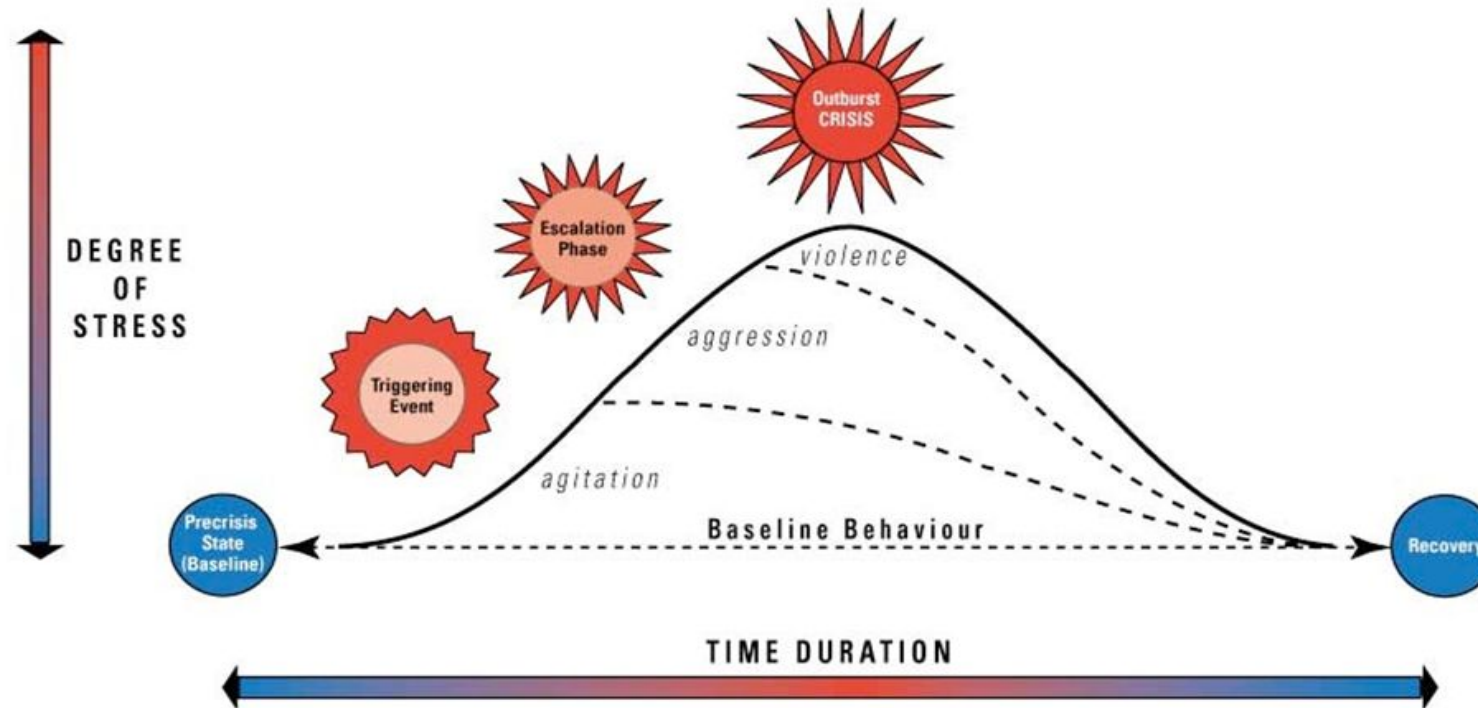 Outburst
CRISIS
Escalation
Phase
violence
DEGREE
OF
STRESS
aggression
Triggering
Event
agitation
Precrisis
State
(Baseline)
Baseline Behaviour
Recovery
TIME DURATION